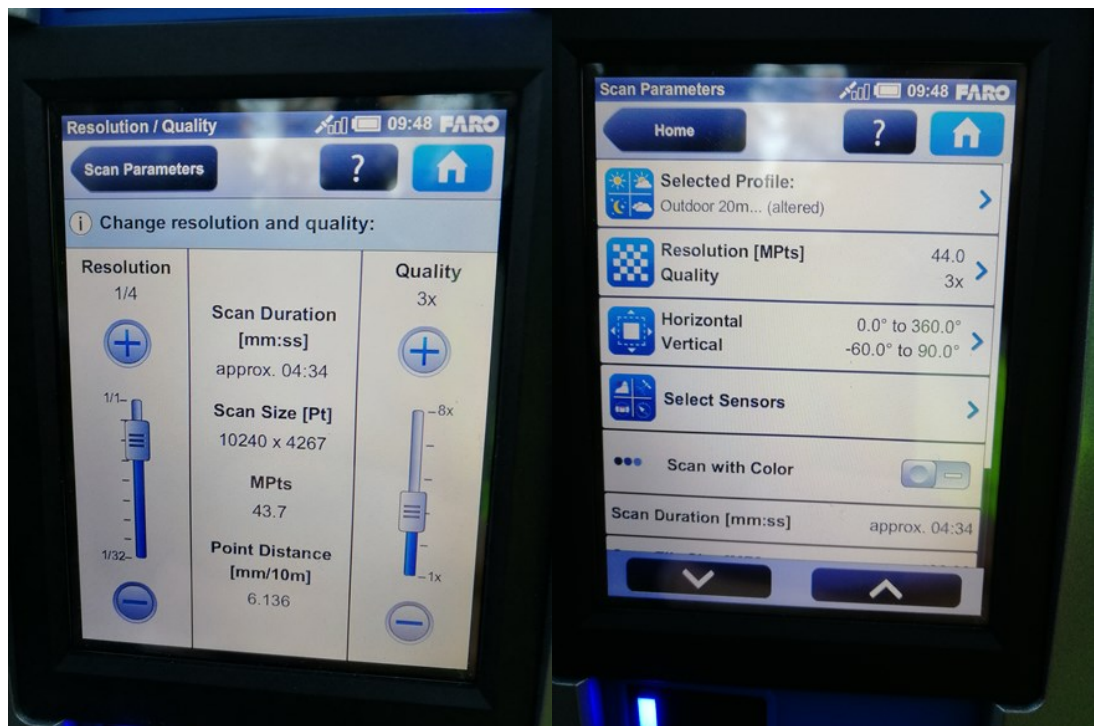 Resolution / Quality 09:48 FARO
Scan Parameters ?
i Change resolution and quality:
Resolution
1/4
1/1
1/32
Scan Duration
[mm:ss]
approx. 04:34
Scan Size [Pt]
10240 x 4267
MPts
43.7
Point Distance
[mm/10m]
6.136
Quality
3x
8x
1x
Scan Parameters 09:48 FARO
Home ?
Selected Profile:
Outdoor 20m... (altered)
Resolution [MPts] 44.0
Quality 3x
Horizontal 0.0° to 360.0°
Vertical -60.0° to 90.0°
Select Sensors
Scan with Color
Scan Duration [mm:ss] approx. 04:34